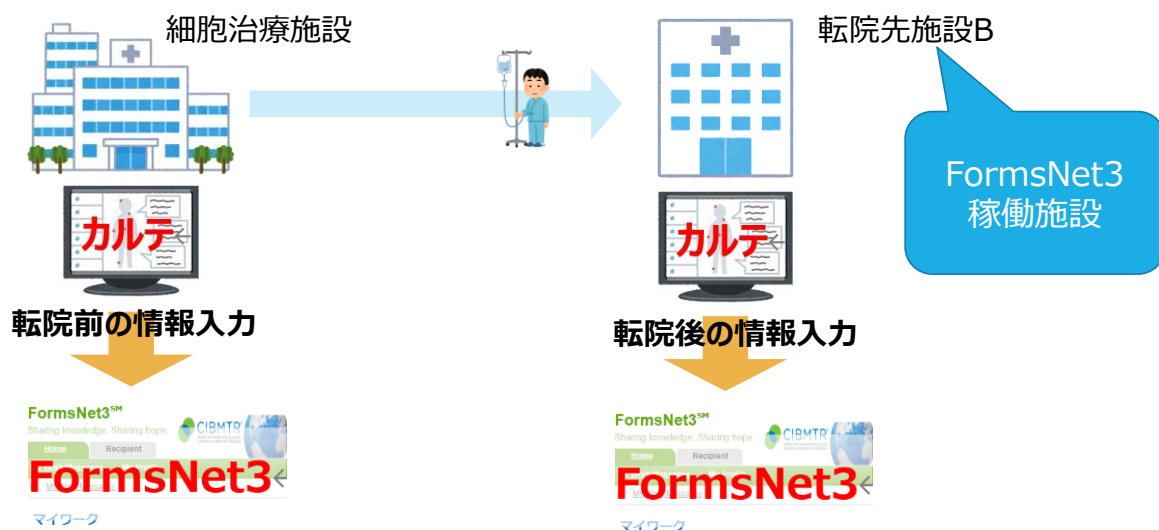 細胞治療施設
転院先施設B
FormsNet3
稼働施設
カルテ
カルテ
転院前の情報入力
転院後の情報入力
FormsNet3℠
Sharing knowledge. Sharing hope.
CIBMTR
Home Recipient
FormsNet3
マイワーク
FormsNet3℠
Sharing knowledge. Sharing hope.
CIBMTR
Home Recipient
FormsNet3
マイワーク